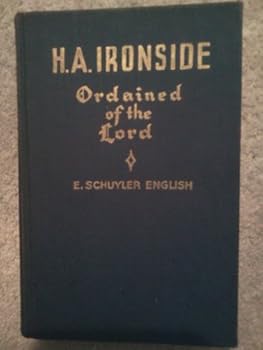 H.A.IRONSIDE
Ordained
of the
Lord
E. SCHUYLER ENGLISH